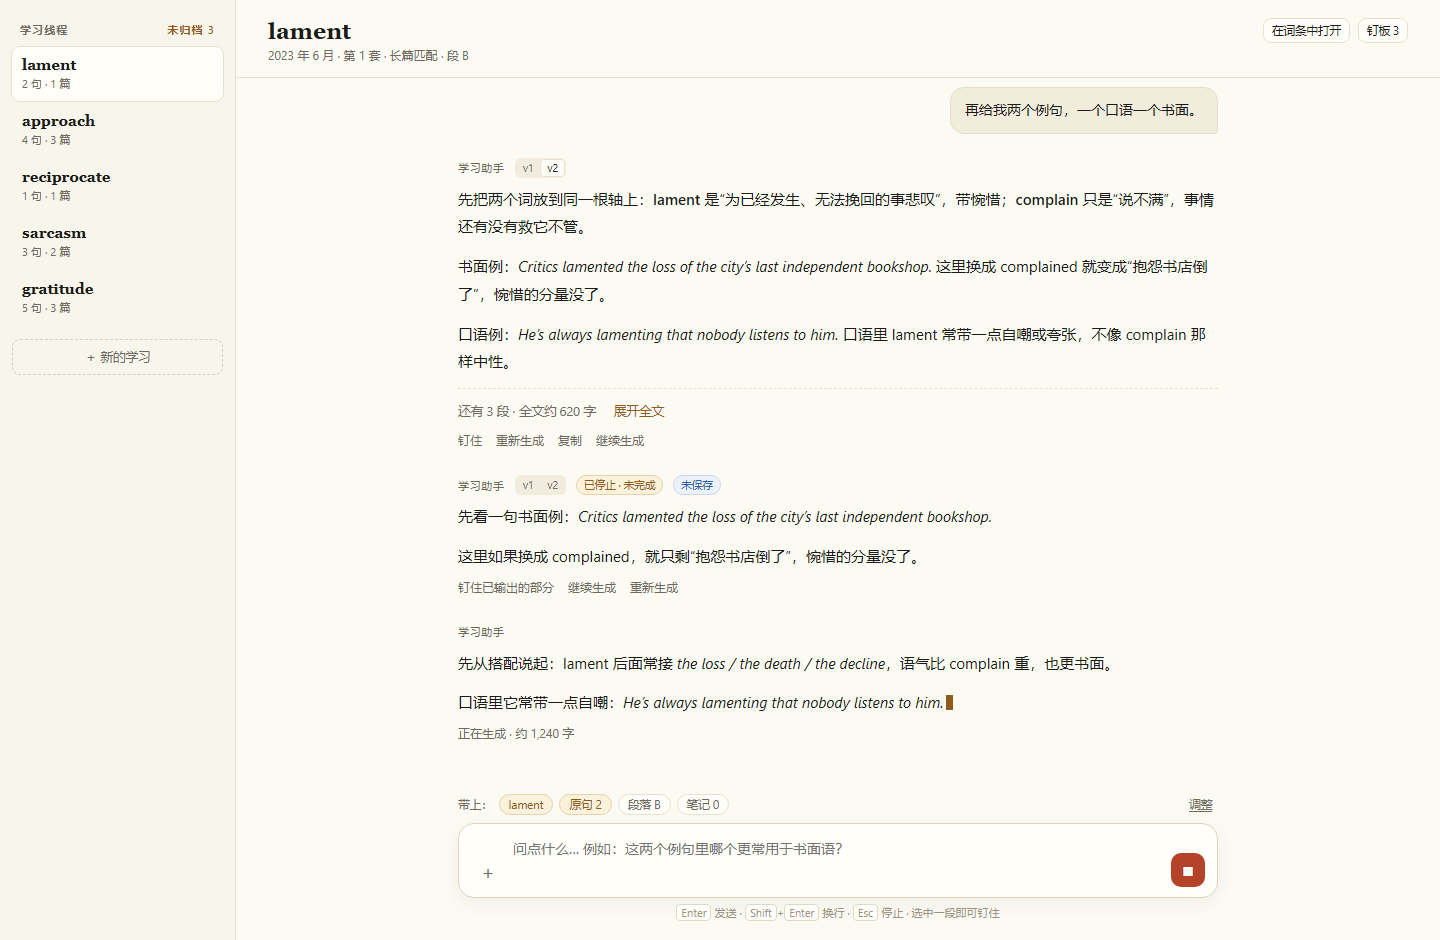 学习线程 未归档 3
lament
2 句 · 1 篇
approach
4 句 · 3 篇
reciprocate
1 句 · 1 篇
sarcasm
3 句 · 2 篇
gratitude
5 句 · 3 篇
+ 新的学习
lament
2023 年 6 月 · 第 1 套 · 长篇匹配 · 段 B
在词条中打开 钉板 3
再给我两个例句，一个口语一个书面。
学习助手 v1 v2
先把两个词放到同一根轴上：lament 是“为已经发生、无法挽回的事悲叹”，带惋惜；complain 只是“说不满”，事情
还有没有救它不管。
书面例：Critics lamented the loss of the city’s last independent bookshop. 这里换成 complained 就变成“抱怨书店倒
了”，惋惜的分量没了。
口语例：He’s always lamenting that nobody listens to him. 口语里 lament 常带一点自嘲或夸张，不像 complain 那
样中性。
还有 3 段 · 全文约 620 字 展开全文
钉住 重新生成 复制 继续生成
学习助手 v1 v2 已停止 · 未完成 未保存
先看一句书面例：Critics lamented the loss of the city’s last independent bookshop.
这里如果换成 complained，就只剩“抱怨书店倒了”，惋惜的分量没了。
钉住已输出的部分 继续生成 重新生成
学习助手
先从搭配说起：lament 后面常接 the loss / the death / the decline，语气比 complain 重，也更书面。
口语里它常带一点自嘲：He’s always lamenting that nobody listens to him.
正在生成 · 约 1,240 字
带上： lament 原句 2 段落 B 笔记 0 调整
问点什么… 例如：这两个例句里哪个更常用于书面语？
+
Enter 发送 · Shift + Enter 换行 · Esc 停止 · 选中一段即可钉住